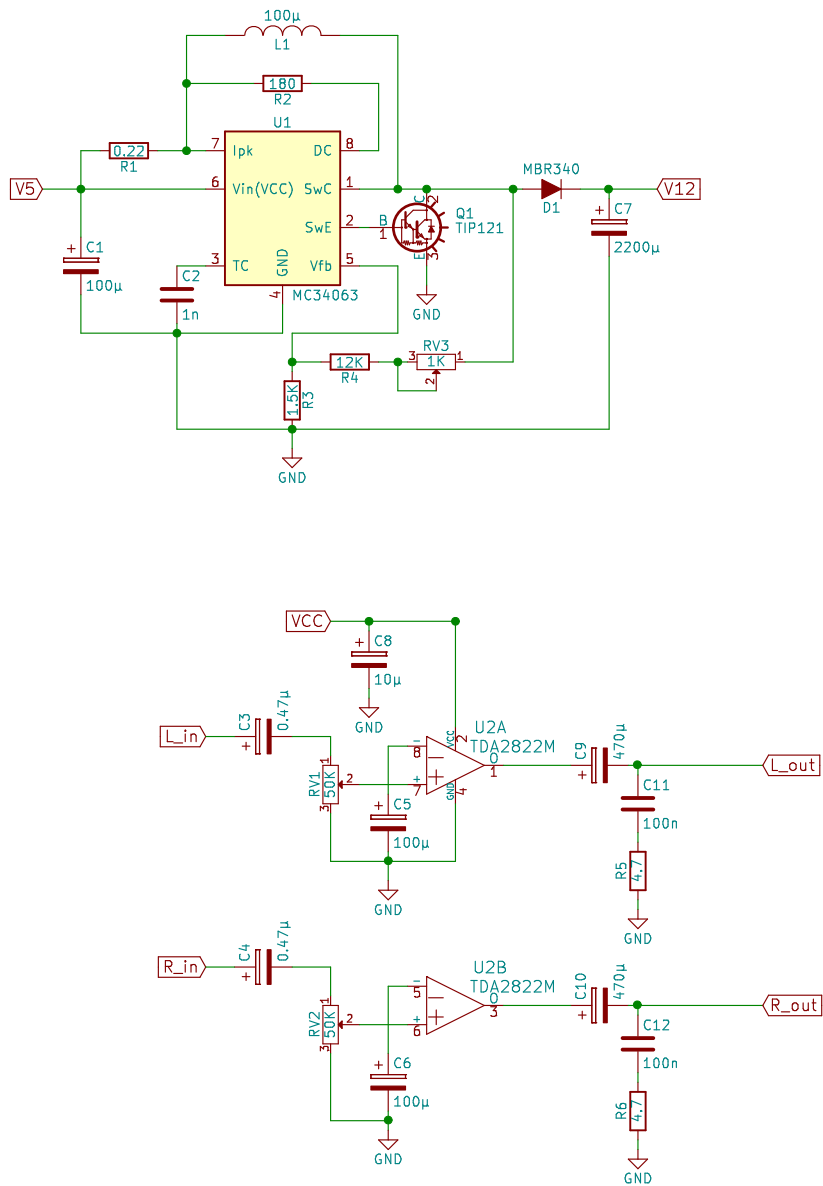 100µ
L1
180
R2
U1
0.22
R1
7
Ipk
DC
8
V5
6
Vin(VCC)
SwC
1
MBR340
D1
V12
C
2
Q1
TIP121
B
1
SwE
2
E
3
+
C7
2200µ
+
C1
100µ
3
TC
GND
Vfb
5
C2
1n
4
MC34063
GND
RV3
3
1K
1
2
12K
R4
1.5K
R3
GND
VCC
+
C8
10µ
GND
L_in
C3
+
0.47µ
RV1
50K
1
2
3
U2A
TDA2822M
VCC
2
-
8
+
7
O
1
GND
4
+
C5
100µ
GND
C9
+
470µ
L_out
C11
100n
R5
4.7
GND
R_in
C4
+
0.47µ
RV2
50K
1
2
3
U2B
TDA2822M
-
5
+
6
O
3
+
C6
100µ
GND
C10
+
470µ
R_out
C12
100n
R6
4.7
GND